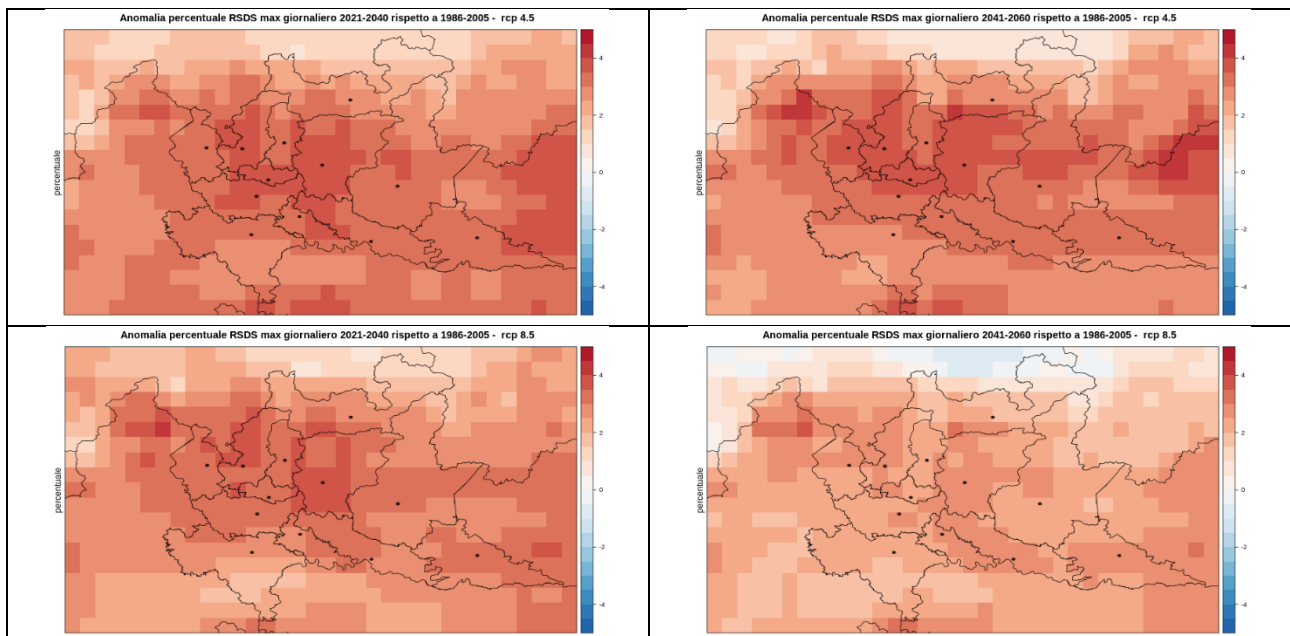 Anomalia percentuale RSDS max giornaliero 2021-2040 rispetto a 1986-2005 - rcp 4.5
percentuale
4
2
0
-2
-4
Anomalia percentuale RSDS max giornaliero 2041-2060 rispetto a 1986-2005 - rcp 4.5
percentuale
4
2
0
-2
-4
Anomalia percentuale RSDS max giornaliero 2021-2040 rispetto a 1986-2005 - rcp 8.5
percentuale
4
2
0
-2
-4
Anomalia percentuale RSDS max giornaliero 2041-2060 rispetto a 1986-2005 - rcp 8.5
percentuale
4
2
0
-2
-4